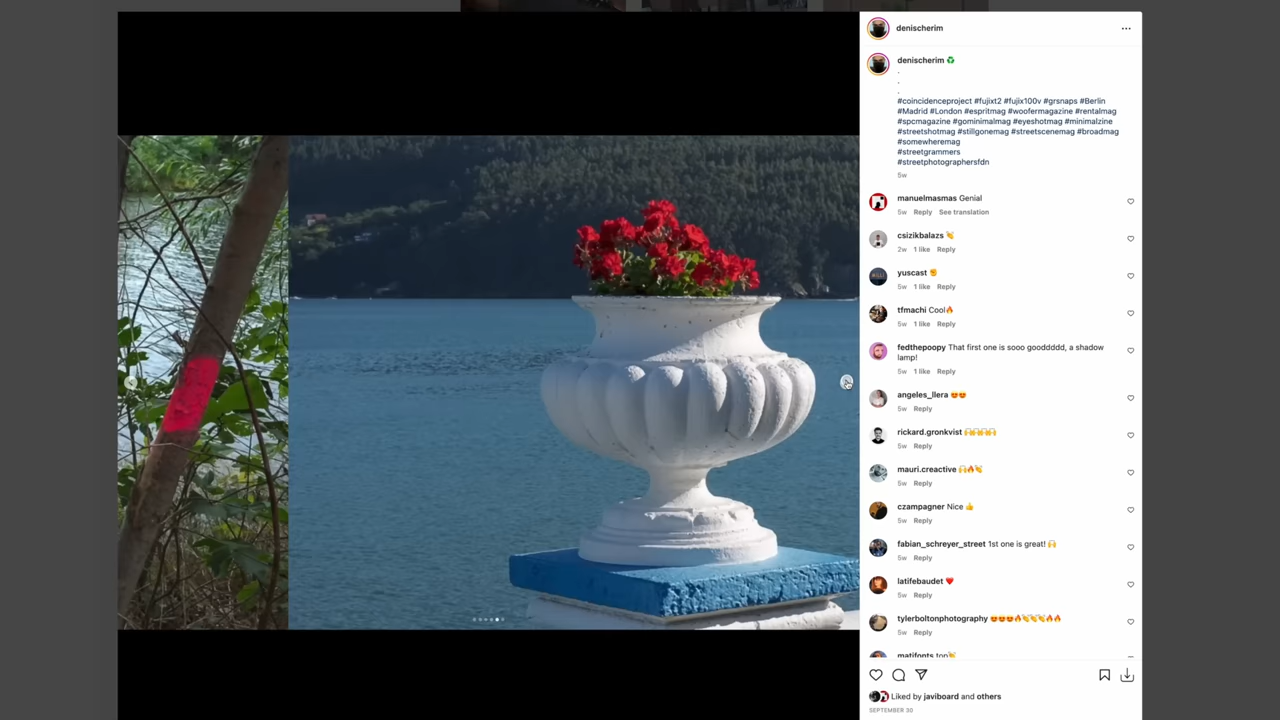 denischerim
denischerim ♻️
.
.
.
#coincidenceproject #fujixt2 #fujix100v #grsnaps #Berlin
#Madrid #London #espritmag #woofermagazine #rentalmag
#spcmagazine #gominimalmag #eyeshotmag #minimalzine
#streetshotmag #stillgonemag #streetscenemag #broadmag
#somewheremag
#streetgrammers
#streetphotographersfdn
5w
manuelmasmas Genial
5w Reply See translation
csizikbalazs 👏
2w 1 like Reply
yuscast ✊
5w 1 like Reply
tfmachi Cool🔥
5w 1 like Reply
fedthepoopy That first one is sooo gooddddd, a shadow
lamp!
5w 1 like Reply
angeles_llera 😍😍
5w Reply
rickard.gronkvist 🙌🙌🙌🙌
5w Reply
mauri.creactive 🙌🔥👏
5w Reply
czampagner Nice 👍
5w Reply
fabian_schreyer_street 1st one is great! 🙌
5w Reply
latifebaudet ❤️
5w Reply
tylerboltonphotography 😍😍😍🔥👏👏👏🔥🔥
5w Reply
matifonts top👏
Liked by javiboard and others
SEPTEMBER 30